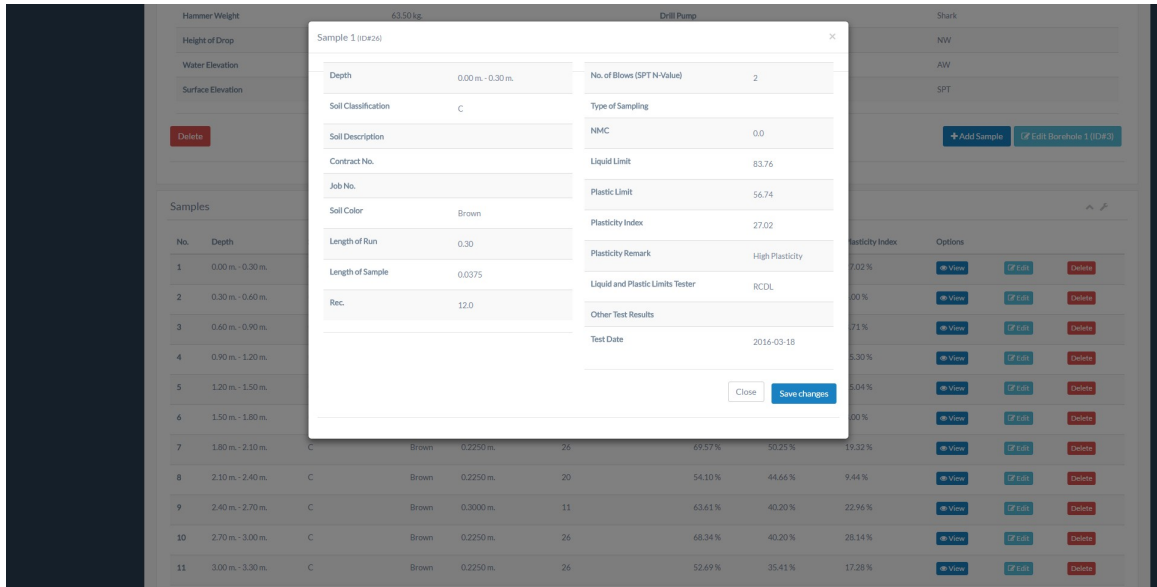 Hammer Weight 63.50 kg. Drill Pump Shark
Height of Drop NW
Water Elevation AW
Surface Elevation SPT
Sample 1 (ID#26) ×
Depth 0.00 m. - 0.30 m.
Soil Classification C
Soil Description
Contract No.
Job No.
Soil Color Brown
Length of Run 0.30
Length of Sample 0.0375
Rec. 12.0
No. of Blows (SPT N-Value) 2
Type of Sampling
NMC 0.0
Liquid Limit 83.76
Plastic Limit 56.74
Plasticity Index 27.02
Plasticity Remark High Plasticity
Liquid and Plastic Limits Tester RCDL
Other Test Results
Test Date 2016-03-18
Close Save changes
Delete +Add Sample Edit Borehole 1 (ID#3)
Samples
No. Depth Plasticity Index Options
1 0.00 m. - 0.30 m. 7.02 % View Edit Delete
2 0.30 m. - 0.60 m. .00 % View Edit Delete
3 0.60 m. - 0.90 m. .71 % View Edit Delete
4 0.90 m. - 1.20 m. 5.30 % View Edit Delete
5 1.20 m. - 1.50 m. 5.04 % View Edit Delete
6 1.50 m. - 1.80 m. .00 % View Edit Delete
7 1.80 m. - 2.10 m. C Brown 0.2250 m. 26 69.57 % 50.25 % 19.32 % View Edit Delete
8 2.10 m. - 2.40 m. C Brown 0.2250 m. 20 54.10 % 44.66 % 9.44 % View Edit Delete
9 2.40 m. - 2.70 m. C Brown 0.3000 m. 11 63.61 % 40.20 % 22.96 % View Edit Delete
10 2.70 m. - 3.00 m. C Brown 0.2250 m. 26 68.34 % 40.20 % 28.14 % View Edit Delete
11 3.00 m. - 3.30 m. C Brown 0.2250 m. 26 52.69 % 35.41 % 17.28 % View Edit Delete